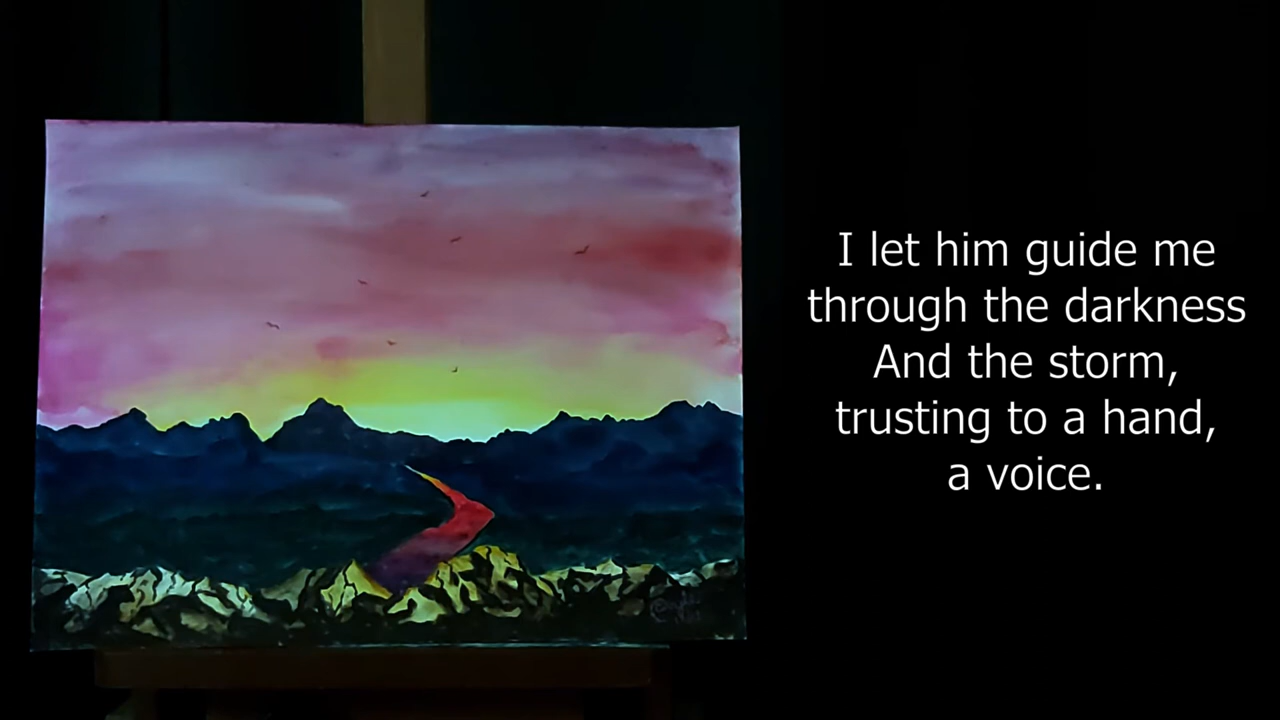 I let him guide me
through the darkness
And the storm,
trusting to a hand,
a voice.